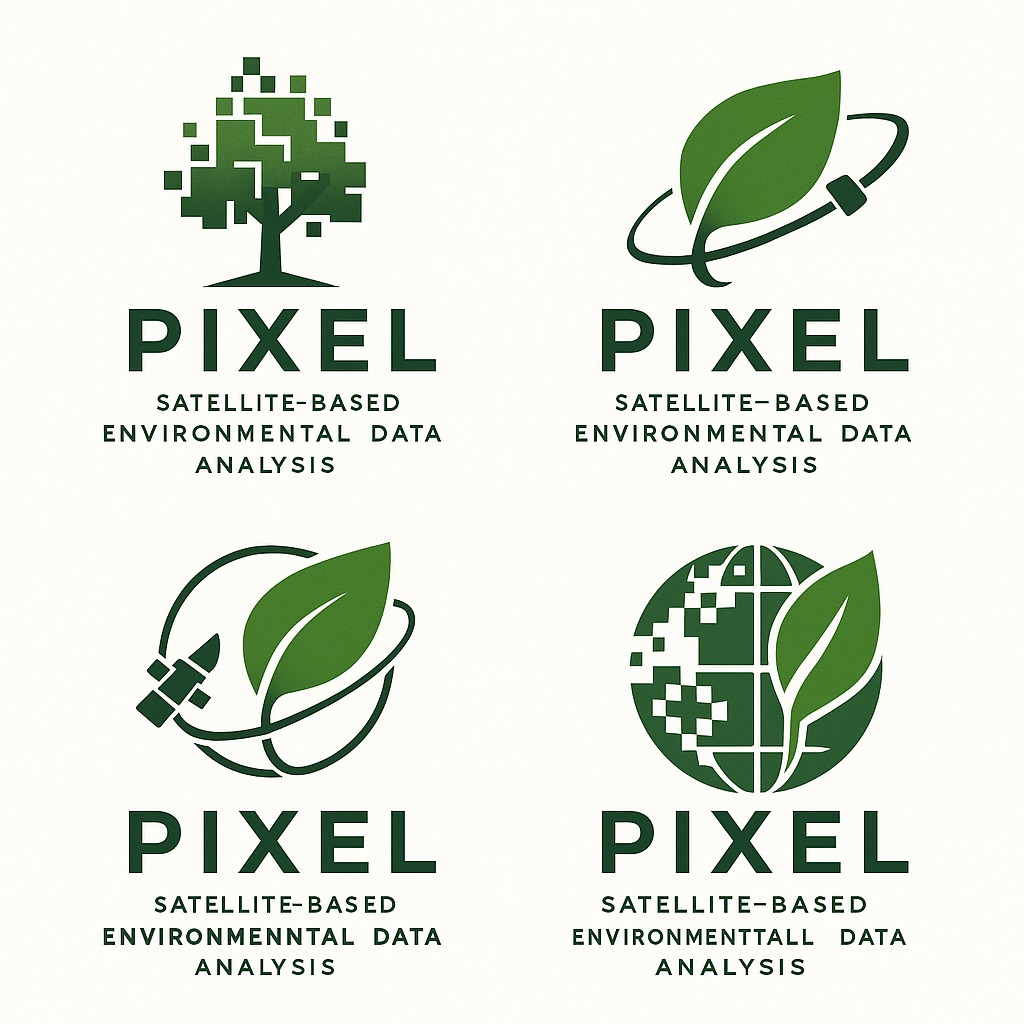 PIXEL
SATELLITE-BASED
ENVIRONMENTAL DATA
ANALYSIS
PIXEL
SATELLITE-BASED
ENVIRONMENTAL DATA
ANALYSIS
PIXEL
SATELLITE-BASED
ENVIRONMENNTAL DATA
ANALYSIS
PIXEL
SATELLITE-BASED
ENVIRONMENTTALL DATA
ANALYSIS